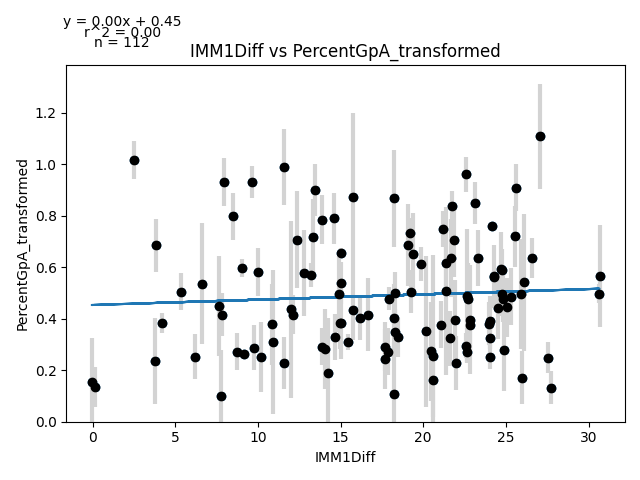 y = 0.00x + 0.45
r^2 = 0.00
n = 112
IMM1Diff vs PercentGpA_transformed
PercentGpA_transformed
1.2
1.0
0.8
0.6
0.4
0.2
0.0
0
5
10
15
20
25
30
IMM1Diff